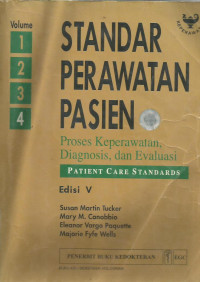 Volume
1
2
3
4
STANDAR
PERAWATAN
PASIEN
Proses Keperawatan,
Diagnosis, dan Evaluasi
PATIENT CARE STANDARDS
Edisi V
Susan Martin Tucker
Mary M. Canobbio
Eleanor Vargo Paquette
Marjorie Fyfe Wells
PENERBIT BUKU KEDOKTERAN EGC